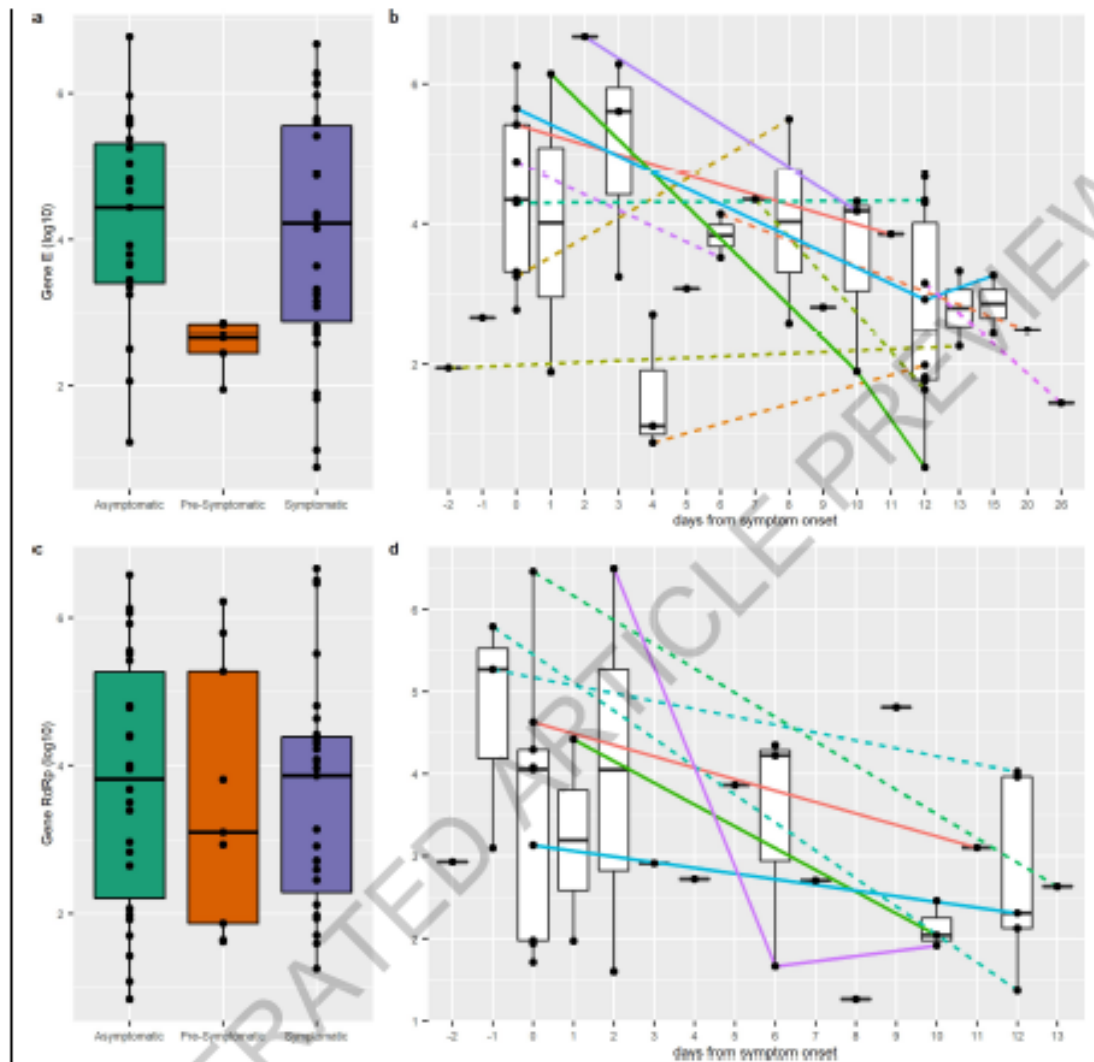 a
b
Gene E (log10)
6
4
2
Asymptomatic Pre-Symptomatic Symptomatic
6
4
2
-2 -1 0 1 2 3 4 5 6 7 8 9 10 11 12 13 15 20 26
days from symptom onset
c
d
Gene RdRp (log10)
6
4
2
Asymptomatic Pre-Symptomatic Symptomatic
6
5
4
3
2
1
-2 -1 0 1 2 3 4 5 6 7 8 9 10 11 12 13
days from symptom onset
ERATED ARTICLE PREVIEW